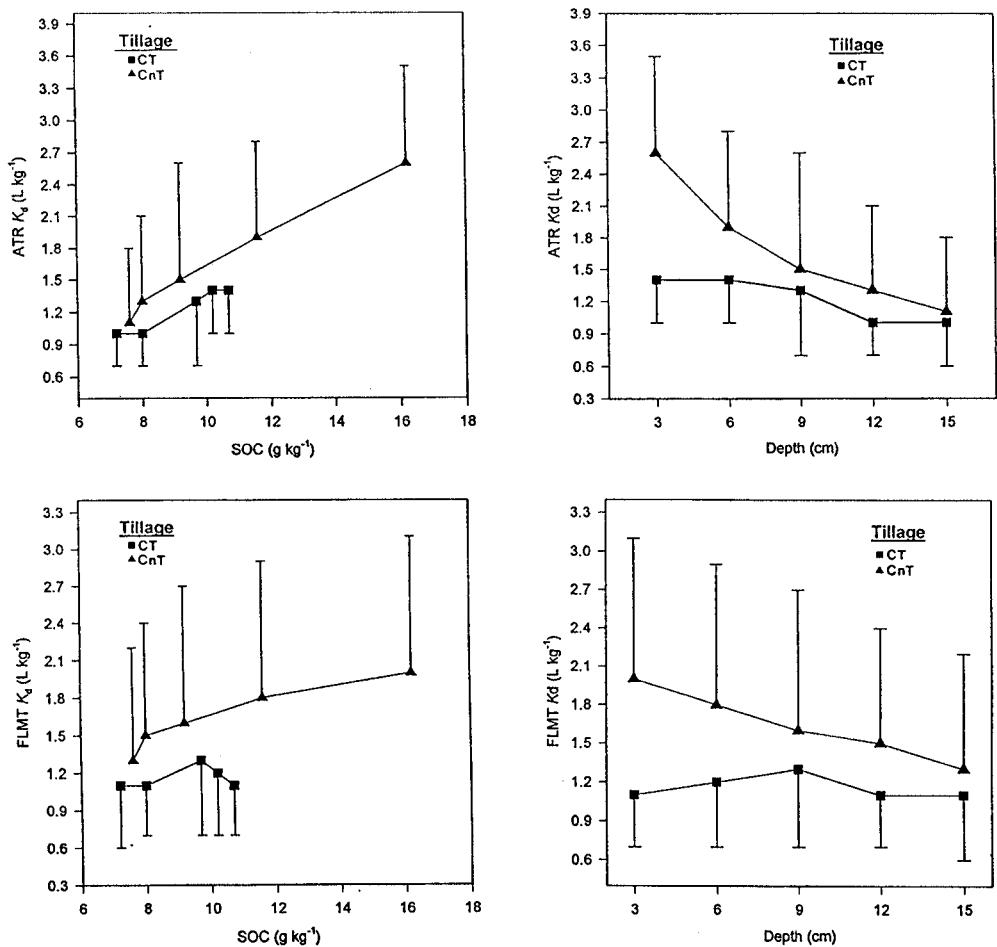 3.9
3.6
3.3
3.0
2.7
2.4
2.1
1.8
1.5
1.2
0.9
0.6
ATR Kd (L kg-1)
Tillage
CT
CnT
6 8 10 12 14 16 18
SOC (g kg-1)
3.9
3.6
3.3
3.0
2.7
2.4
2.1
1.8
1.5
1.2
0.9
0.6
0.3
ATR Kd (L kg-1)
Tillage
CT
CnT
3 6 9 12 15
Depth (cm)
3.3
3.0
2.7
2.4
2.1
1.8
1.5
1.2
0.9
0.6
0.3
FLMT Kd (L kg-1)
Tillage
CT
CnT
6 8 10 12 14 16 18
SOC (g kg-1)
3.3
3.0
2.7
2.4
2.1
1.8
1.5
1.2
0.9
0.6
FLMT Kd (L kg-1)
Tillage
CT
CnT
3 6 9 12 15
Depth (cm)